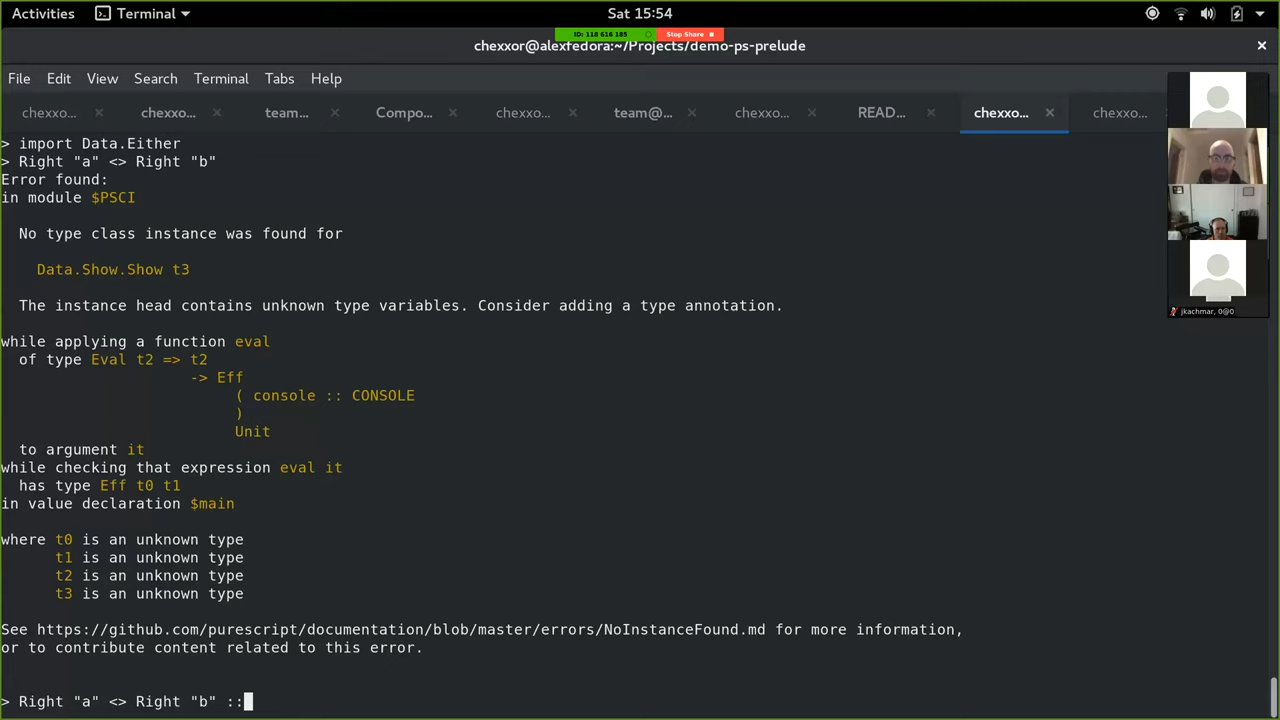 Activities Terminal Sat 15:54
ID: 118 616 185 Stop Share
chexxor@alexfedora:~/Projects/demo-ps-prelude
File Edit View Search Terminal Tabs Help
chexxo... chexxo... team... Compo... chexxo... team@... chexxo... READ... chexxo... chexxo...
> import Data.Either
> Right "a" <> Right "b"
Error found:
in module $PSCI
No type class instance was found for
Data.Show.Show t3
The instance head contains unknown type variables. Consider adding a type annotation.
while applying a function eval
of type Eval t2 => t2
-> Eff
( console :: CONSOLE
)
Unit
to argument it
while checking that expression eval it
has type Eff t0 t1
in value declaration $main
where t0 is an unknown type
t1 is an unknown type
t2 is an unknown type
t3 is an unknown type
See https://github.com/purescript/documentation/blob/master/errors/NoInstanceFound.md for more information,
or to contribute content related to this error.
> Right "a" <> Right "b" ::
jkachmar, 0@0